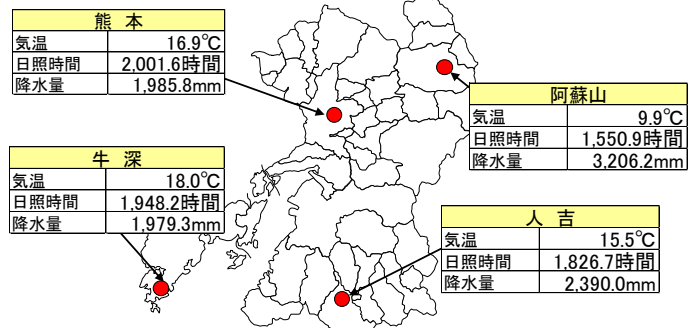 熊 本
気温 16.9℃
日照時間 2,001.6時間
降水量 1,985.8mm
阿蘇山
気温 9.9℃
日照時間 1,550.9時間
降水量 3,206.2mm
牛 深
気温 18.0℃
日照時間 1,948.2時間
降水量 1,979.3mm
人 吉
気温 15.5℃
日照時間 1,826.7時間
降水量 2,390.0mm